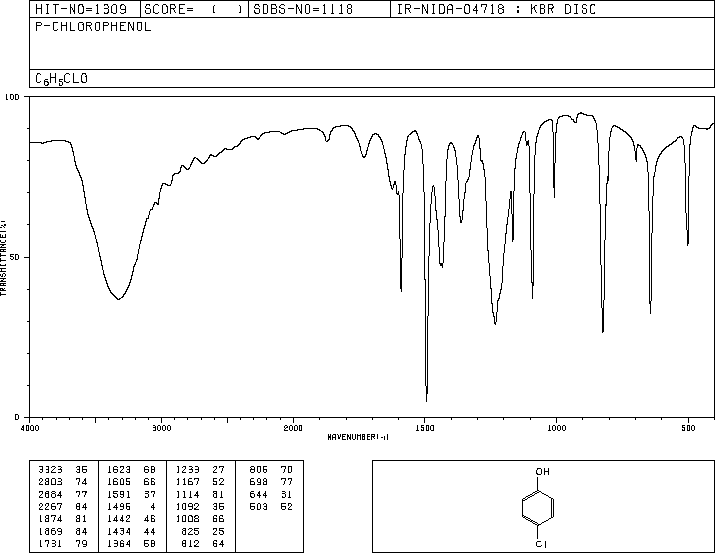 HIT-NO=1309 SCORE= ( ) SDBS-NO=1118 IR-NIDA-04718 : KBR DISC
P-CHLOROPHENOL
C6H5CLO
100
50
0
TRANSMITTANCE(%)
4000 3000 2000 1500 1000 500
WAVENUMBER(-1)
3323 36 1623 68 1233 27 806 70
2803 74 1605 66 1167 52 698 77
2684 77 1591 37 1114 81 644 31
2267 84 1496 4 1092 35 503 52
1874 81 1442 46 1008 66
1869 84 1434 44 825 25
1731 79 1364 58 812 64
OH
Cl